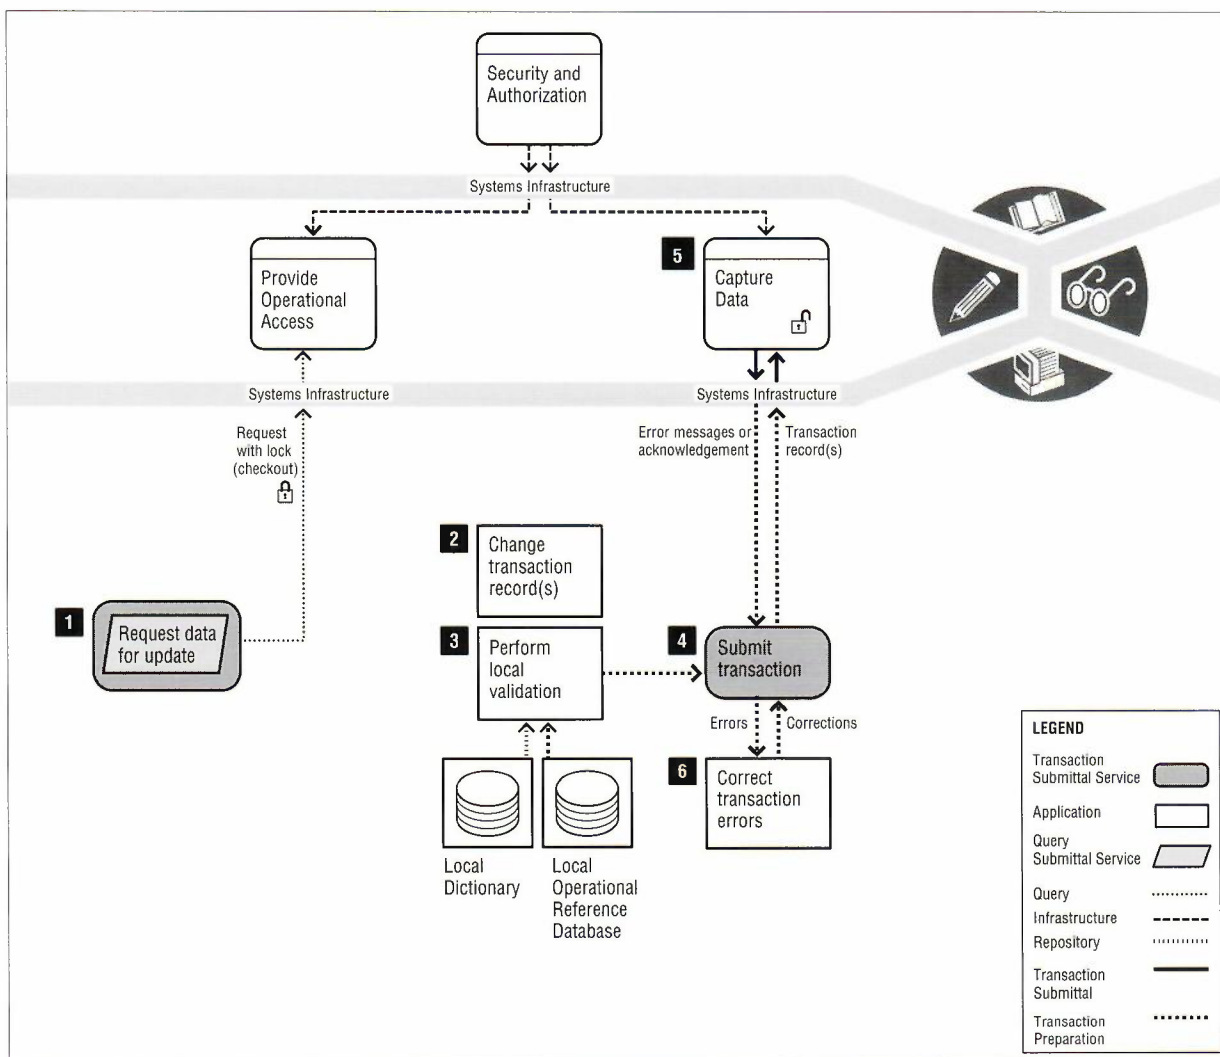 Security and
Authorization
Systems Infrastructure
Provide
Operational
Access
5
Capture
Data
Systems Infrastructure
Systems Infrastructure
Request
with lock
(checkout)
Error messages or
acknowledgement
Transaction
record(s)
2
Change
transaction
record(s)
1
Request data
for update
3
Perform
local
validation
4
Submit
transaction
Errors
Corrections
6
Correct
transaction
errors
Local
Dictionary
Local
Operational
Reference
Database
LEGEND
Transaction
Submittal Service
Application
Query
Submittal Service
Query
Infrastructure
Repository
Transaction
Submittal
Transaction
Preparation